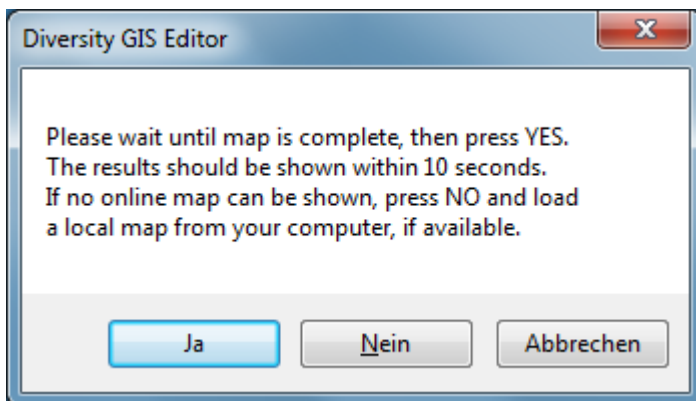 Diversity GIS Editor
Please wait until map is complete, then press YES.
The results should be shown within 10 seconds.
If no online map can be shown, press NO and load
a local map from your computer, if available.
Ja
Nein
Abbrechen